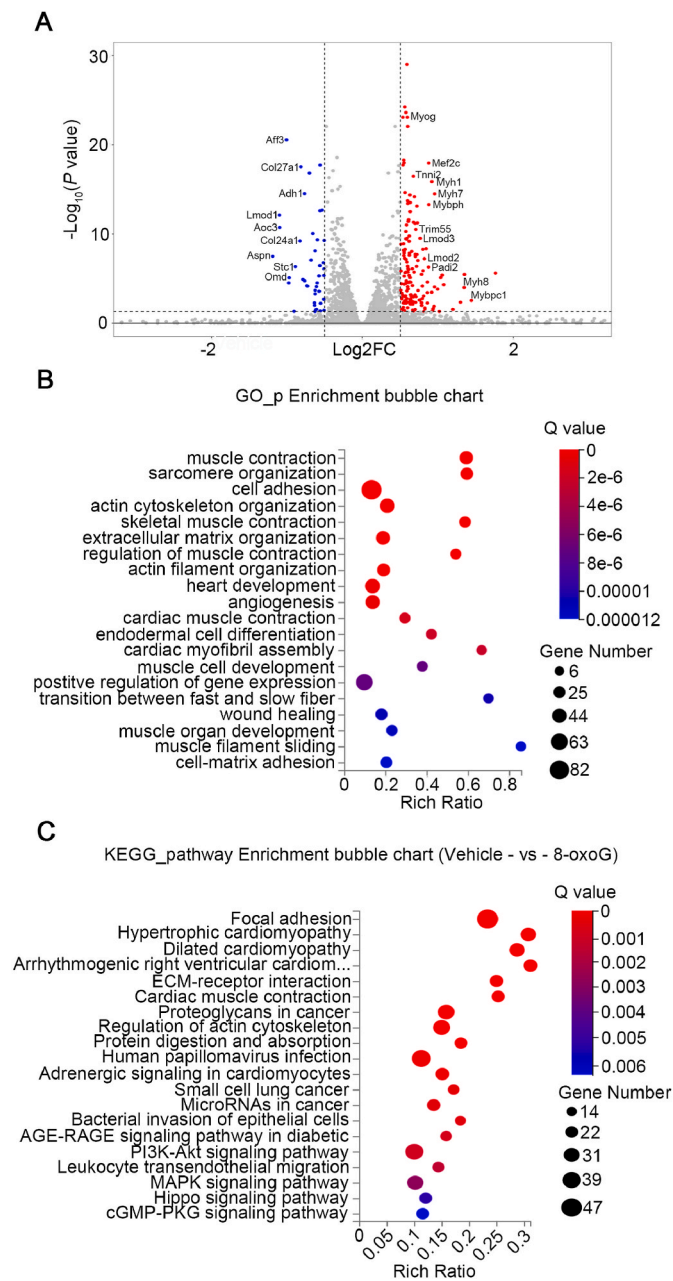 A
30
20
10
0
-Log10(P value)
Myog
Aff3
Mef2c
Col27a1
Tnni2
Myh1
Adh1
Myh7
Mybph
Lmod1
Aoc3
Trim55
Col24a1
Lmod3
Aspn
Lmod2
Stc1
Padi2
Omd
Myh8
Mybpc1
-2
Log2FC
2
B
GO_p Enrichment bubble chart
Q value
muscle contraction
sarcomere organization
cell adhesion
actin cytoskeleton organization
skeletal muscle contraction
extracellular matrix organization
regulation of muscle contraction
actin filament organization
heart development
angiogenesis
cardiac muscle contraction
endodermal cell differentiation
cardiac myofibril assembly
muscle cell development
postitve regulation of gene expression
transition between fast and slow fiber
wound healing
muscle organ development
muscle filament sliding
cell-matrix adhesion
0
2e-6
4e-6
6e-6
8e-6
0.00001
0.000012
Gene Number
6
25
44
63
82
0 0.2 0.4 0.6 0.8
Rich Ratio
C
KEGG_pathway Enrichment bubble chart (Vehicle - vs - 8-oxoG)
Q value
Focal adhesion
Hypertrophic cardiomyopathy
Dilated cardiomyopathy
Arrhythmogenic right ventricular cardiom...
ECM-receptor interaction
Cardiac muscle contraction
Proteoglycans in cancer
Regulation of actin cytoskeleton
Protein digestion and absorption
Human papillomavirus infection
Adrenergic signaling in cardiomyocytes
Small cell lung cancer
MicroRNAs in cancer
Bacterial invasion of epithelial cells
AGE-RAGE signaling pathway in diabetic
PI3K-Akt signaling pathway
Leukocyte transendothelial migration
MAPK signaling pathway
Hippo signaling pathway
cGMP-PKG signaling pathway
0
0.001
0.002
0.003
0.004
0.005
0.006
Gene Number
14
22
31
39
47
0 0.05 0.1 0.15 0.2 0.25 0.3
Rich Ratio